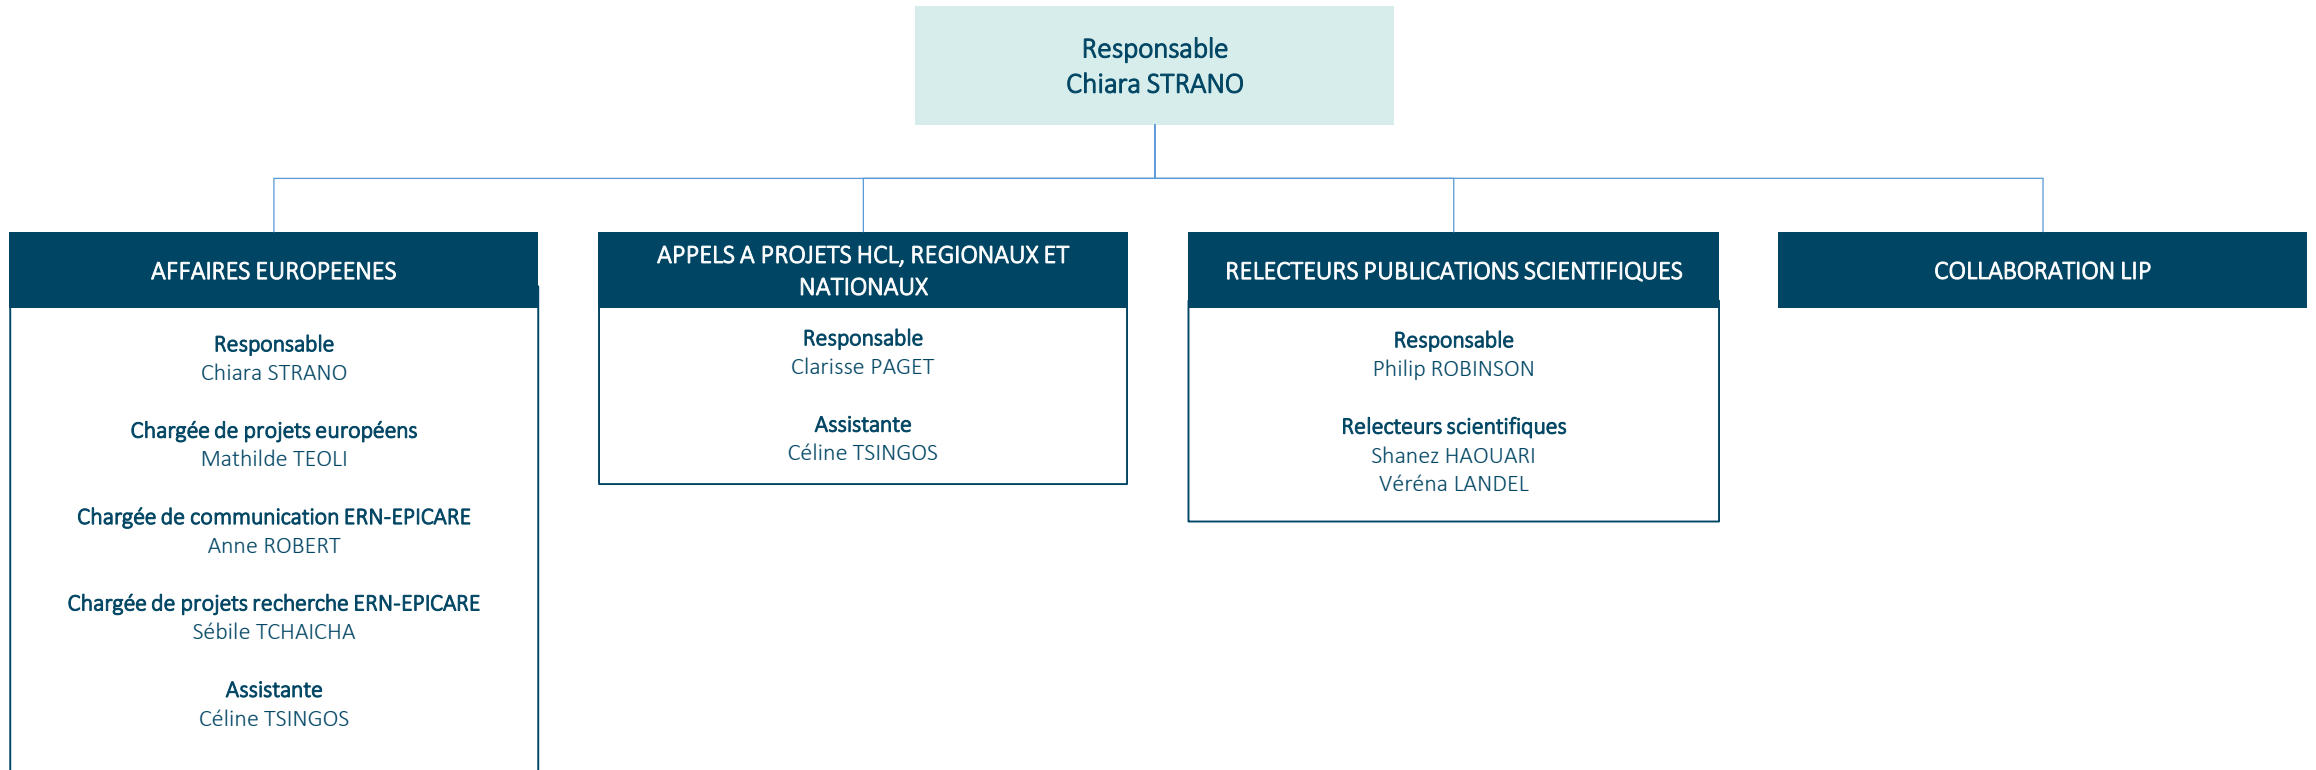 Responsable
Chiara STRANO
AFFAIRES EUROPEENES
Responsable
Chiara STRANO
Chargée de projets européens
Mathilde TEOLI
Chargée de communication ERN-EPICARE
Anne ROBERT
Chargée de projets recherche ERN-EPICARE
Sébile TCHAICHA
Assistante
Céline TSINGOS
APPELS A PROJETS HCL, REGIONAUX ET
NATIONAUX
Responsable
Clarisse PAGET
Assistante
Céline TSINGOS
RELECTEURS PUBLICATIONS SCIENTIFIQUES
Responsable
Philip ROBINSON
Relecteurs scientifiques
Shanez HAOUARI
Véréna LANDEL
COLLABORATION LIP